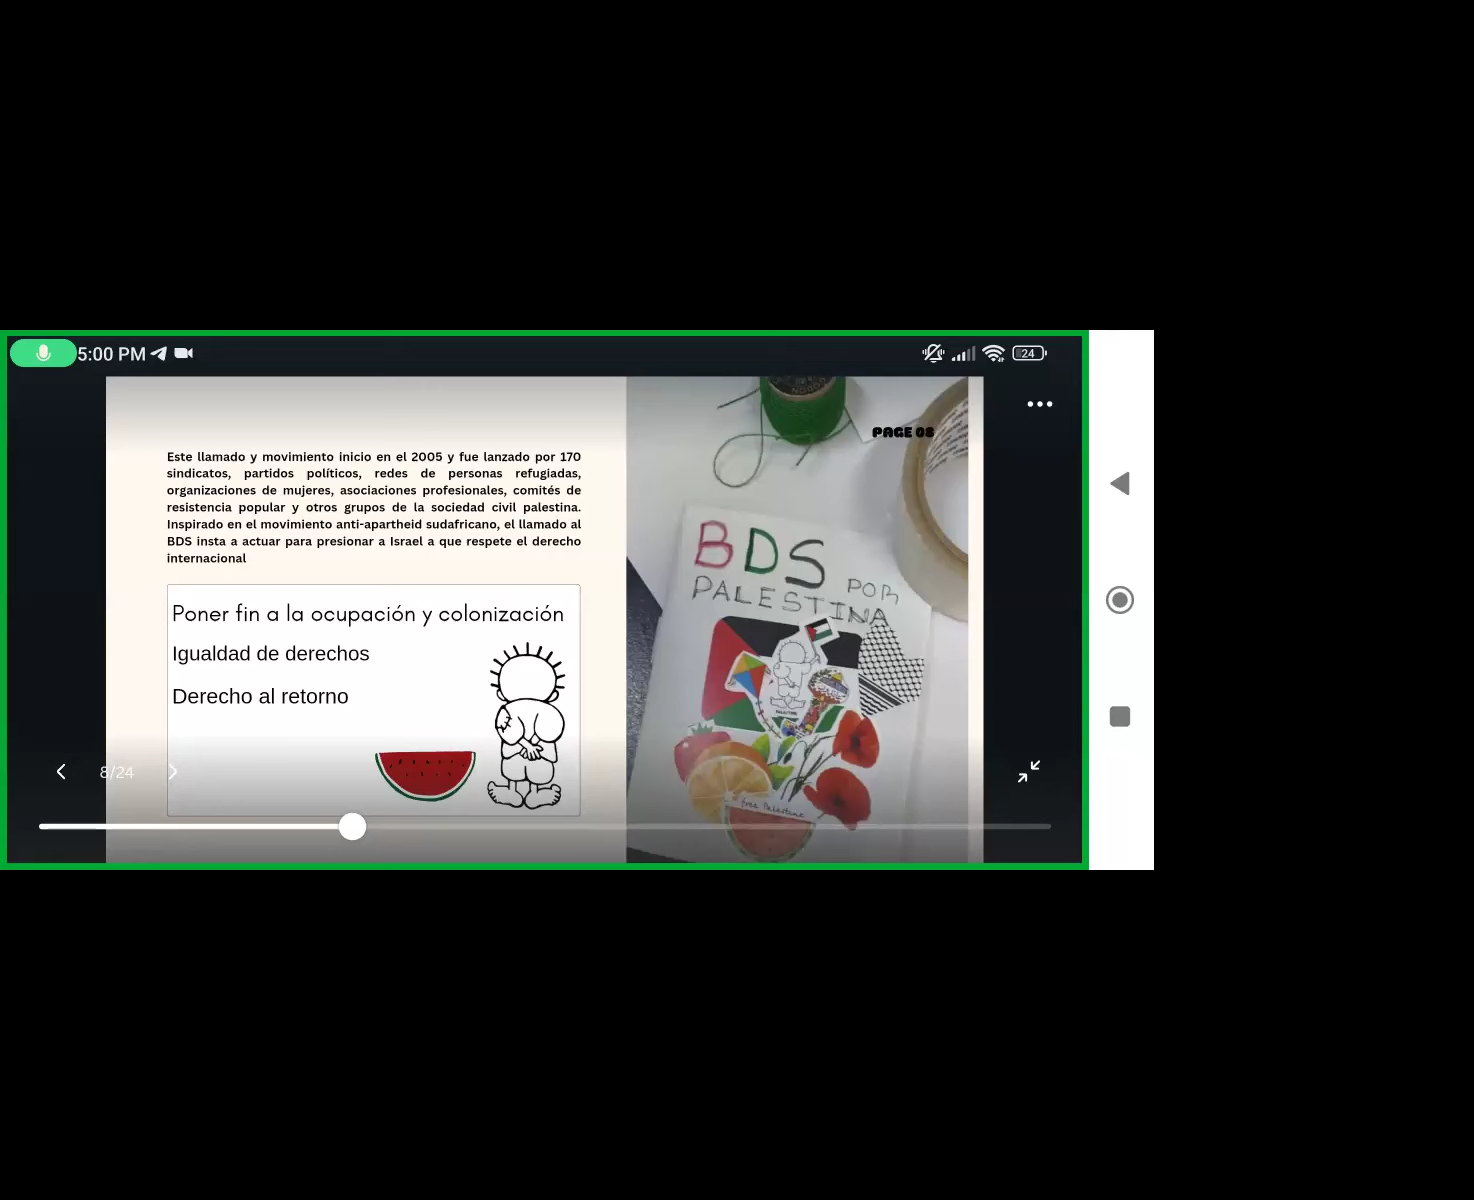 5:00 PM
24
PAGE 08
Este llamado y movimiento inicio en el 2005 y fue lanzado por 170
sindicatos, partidos políticos, redes de personas refugiadas,
organizaciones de mujeres, asociaciones profesionales, comités de
resistencia popular y otros grupos de la sociedad civil palestina.
Inspirado en el movimiento anti-apartheid sudafricano, el llamado al
BDS insta a actuar para presionar a Israel a que respete el derecho
internacional
Poner fin a la ocupación y colonización
Igualdad de derechos
Derecho al retorno
8/24
BDS
POR
PALESTINA
free Palestine